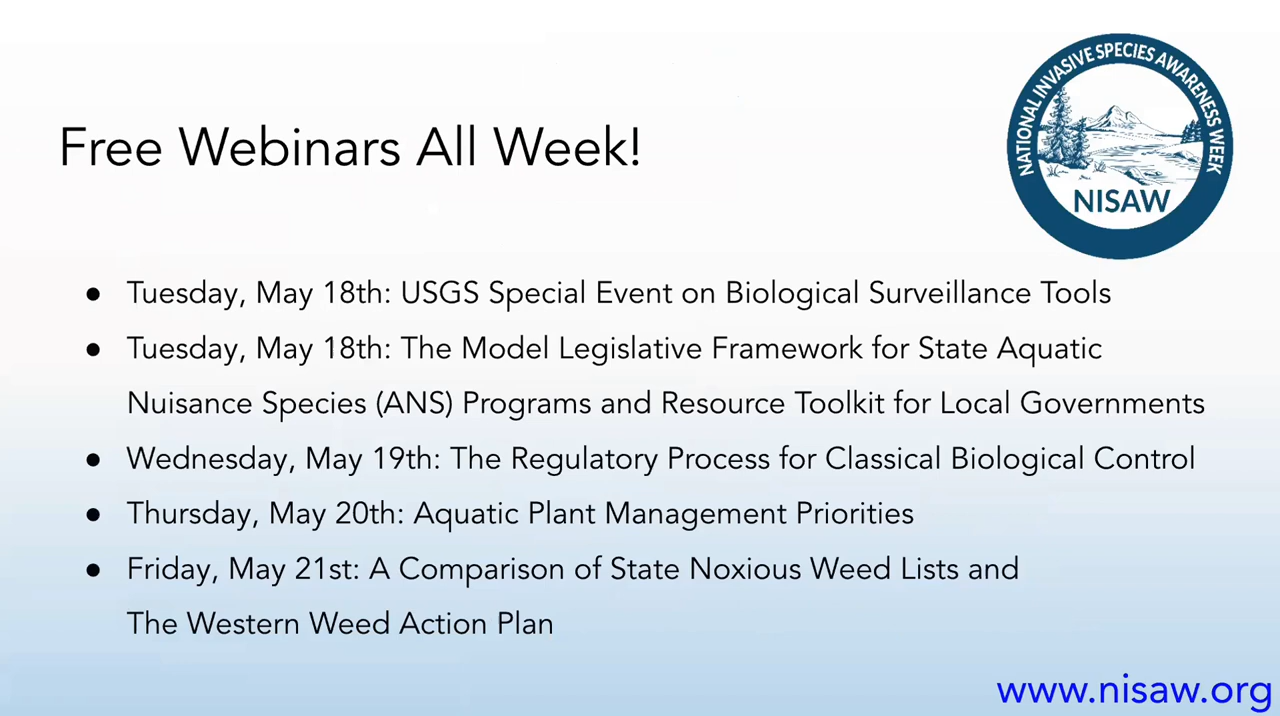 NATIONAL INVASIVE SPECIES AWARENESS WEEK
NISAW
Free Webinars All Week!
● Tuesday, May 18th: USGS Special Event on Biological Surveillance Tools
● Tuesday, May 18th: The Model Legislative Framework for State Aquatic
Nuisance Species (ANS) Programs and Resource Toolkit for Local Governments
● Wednesday, May 19th: The Regulatory Process for Classical Biological Control
● Thursday, May 20th: Aquatic Plant Management Priorities
● Friday, May 21st: A Comparison of State Noxious Weed Lists and
The Western Weed Action Plan
www.nisaw.org